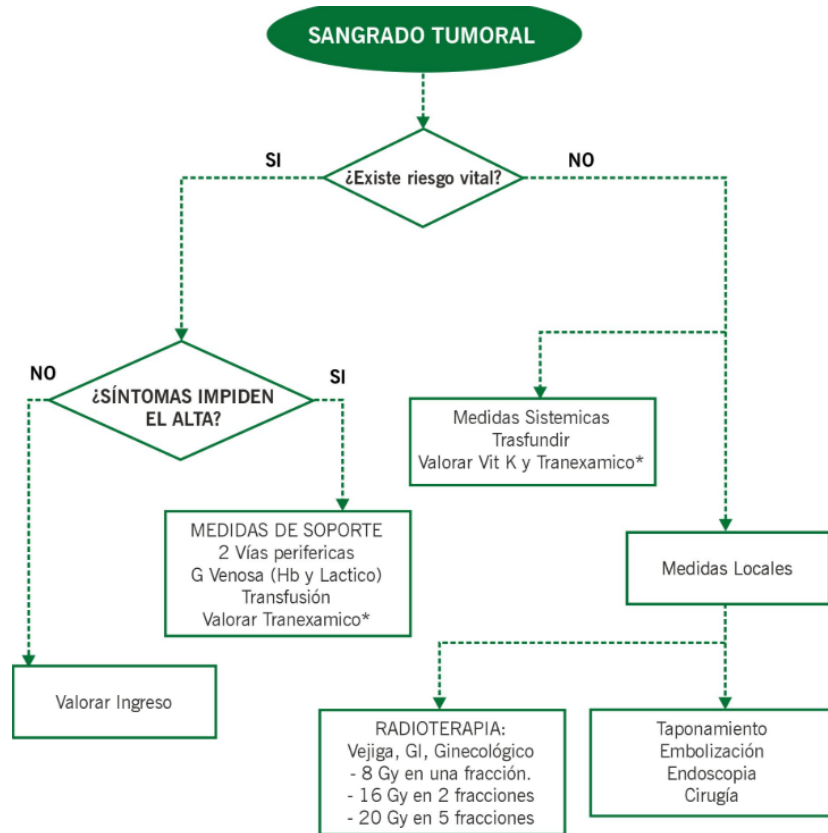 SANGRADO TUMORAL
SI
NO
¿Existe riesgo vital?
NO
SI
¿SÍNTOMAS IMPIDEN
EL ALTA?
Medidas Sistemicas
Trasfundir
Valorar Vit K y Tranexamico*
MEDIDAS DE SOPORTE
2 Vías perifericas
G Venosa (Hb y Lactico)
Transfusión
Valorar Tranexamico*
Medidas Locales
Valorar Ingreso
RADIOTERAPIA:
Vejiga, GI, Ginecológico
- 8 Gy en una fracción.
- 16 Gy en 2 fracciones
- 20 Gy en 5 fracciones
Taponamiento
Embolización
Endoscopia
Cirugía